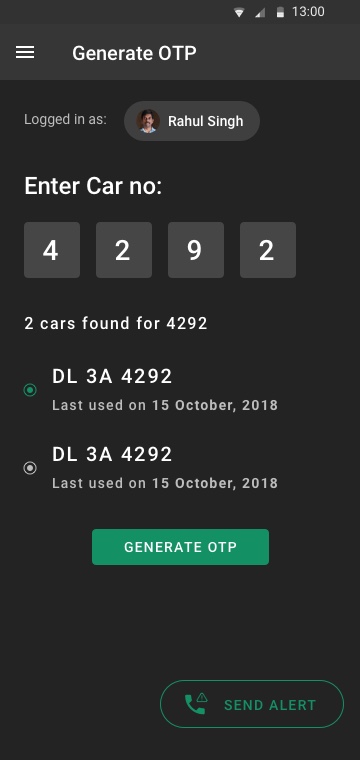 13:00
Generate OTP
Logged in as: Rahul Singh
Enter Car no:
4 2 9 2
2 cars found for 4292
DL 3A 4292
Last used on 15 October, 2018
DL 3A 4292
Last used on 15 October, 2018
GENERATE OTP
SEND ALERT